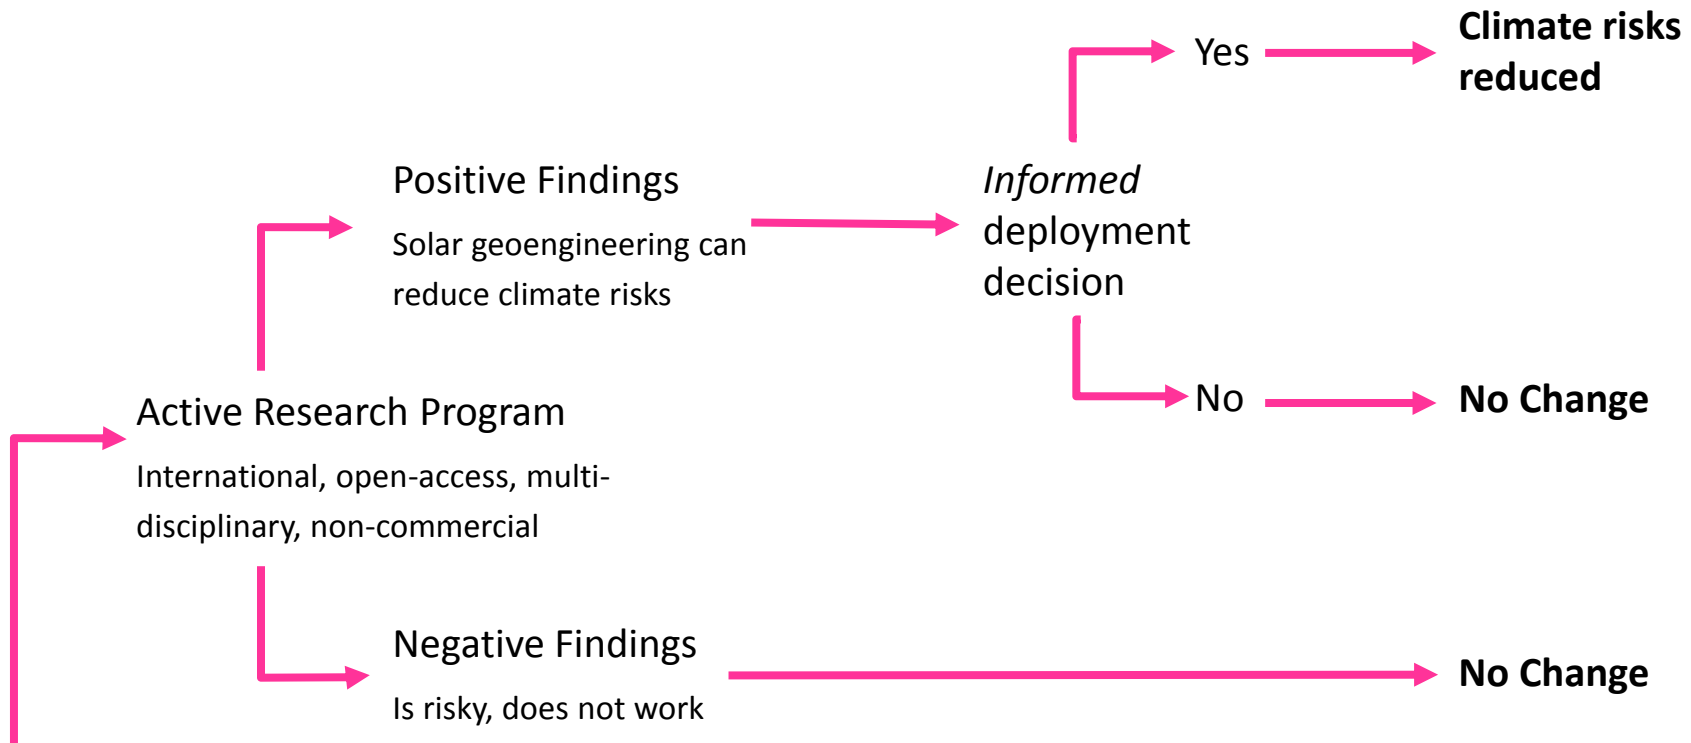 Climate risks
reduced
Yes
Positive Findings
Solar geoengineering can
reduce climate risks
Informed
deployment
decision
No
No Change
Active Research Program
International, open-access, multi-
disciplinary, non-commercial
Negative Findings
Is risky, does not work
No Change